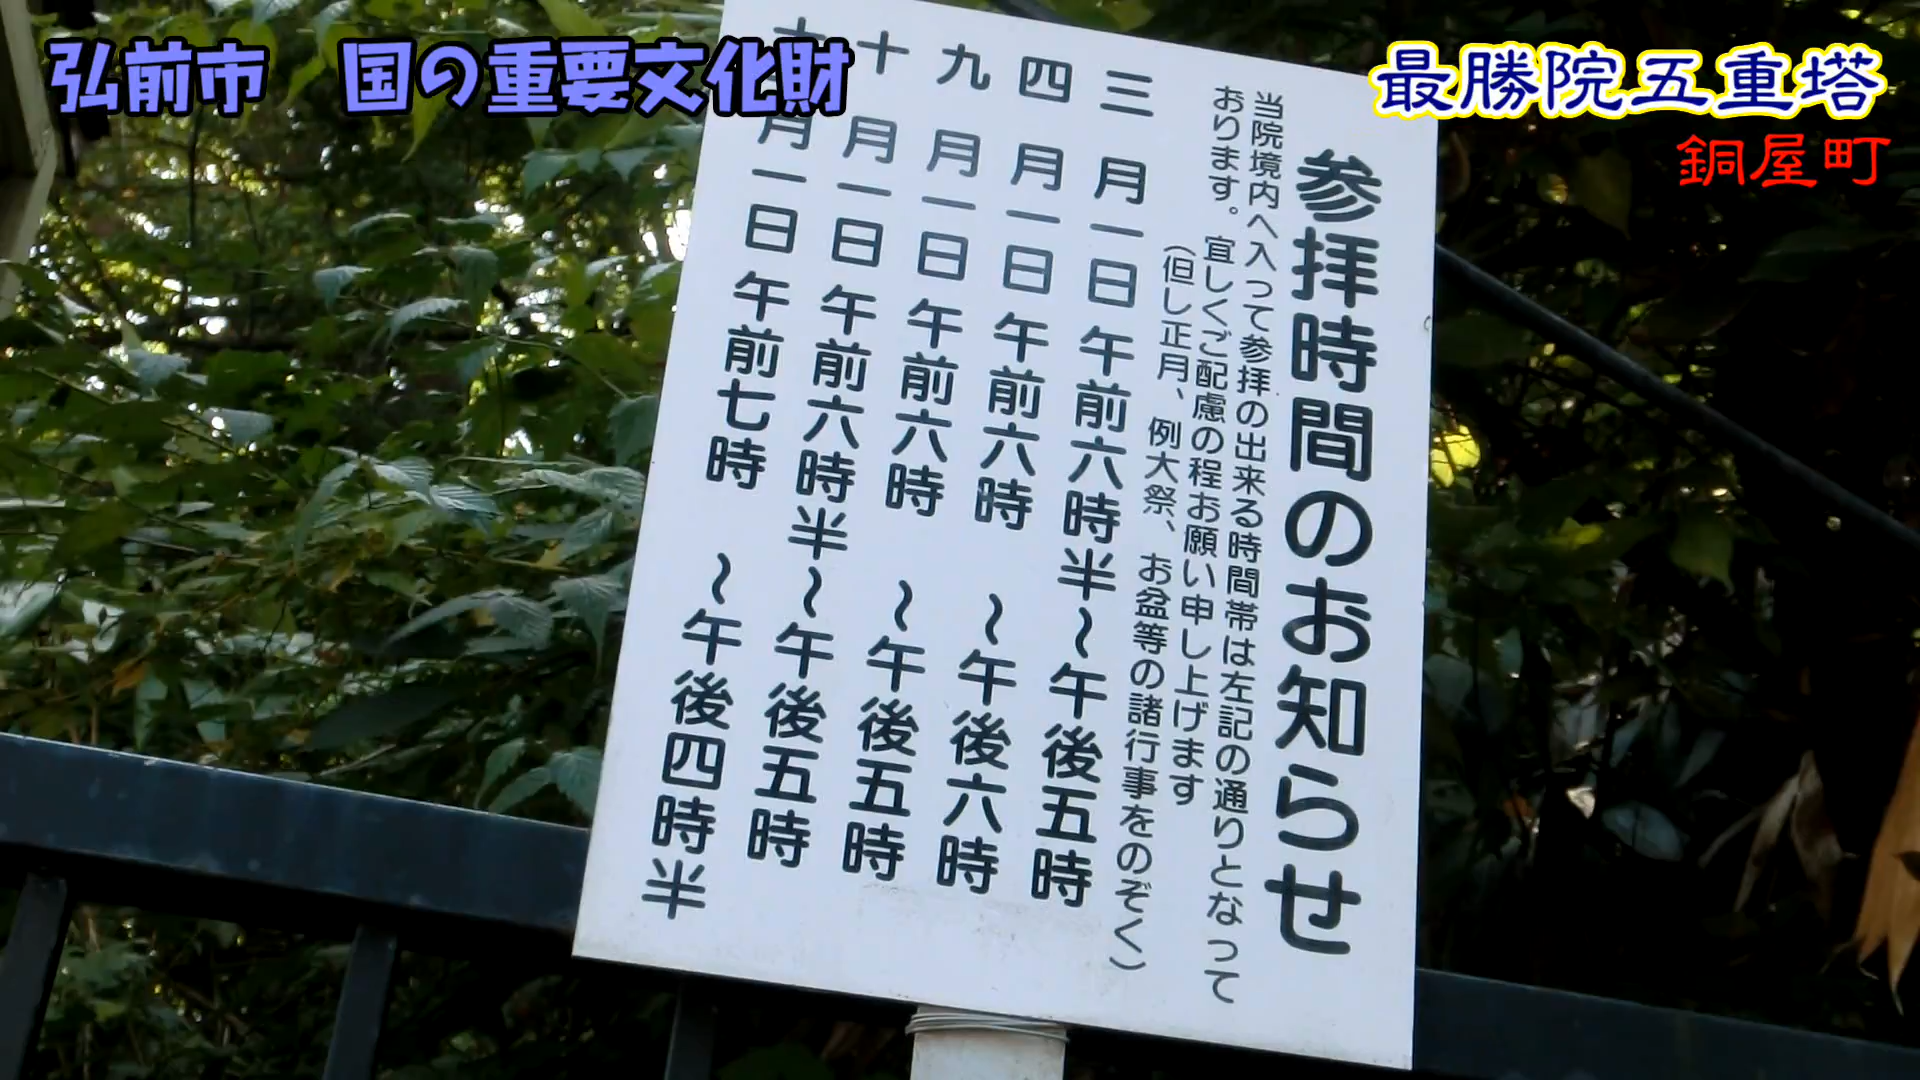 弘前市　国の重要文化財
最勝院五重塔
銅屋町
参拝時間のお知らせ
当院境内へ入って参拝の出来る時間帯は左記の通りとなって
おります。宜しくご配慮の程お願い申し上げます
（但し正月、例大祭、お盆等の諸行事をのぞく）
三月一日午前六時半～午後五時
四月一日午前六時　～午後六時
九月一日午前六時　～午後五時
十月一日午前六時半～午後五時
月一日午前七時　～午後四時半